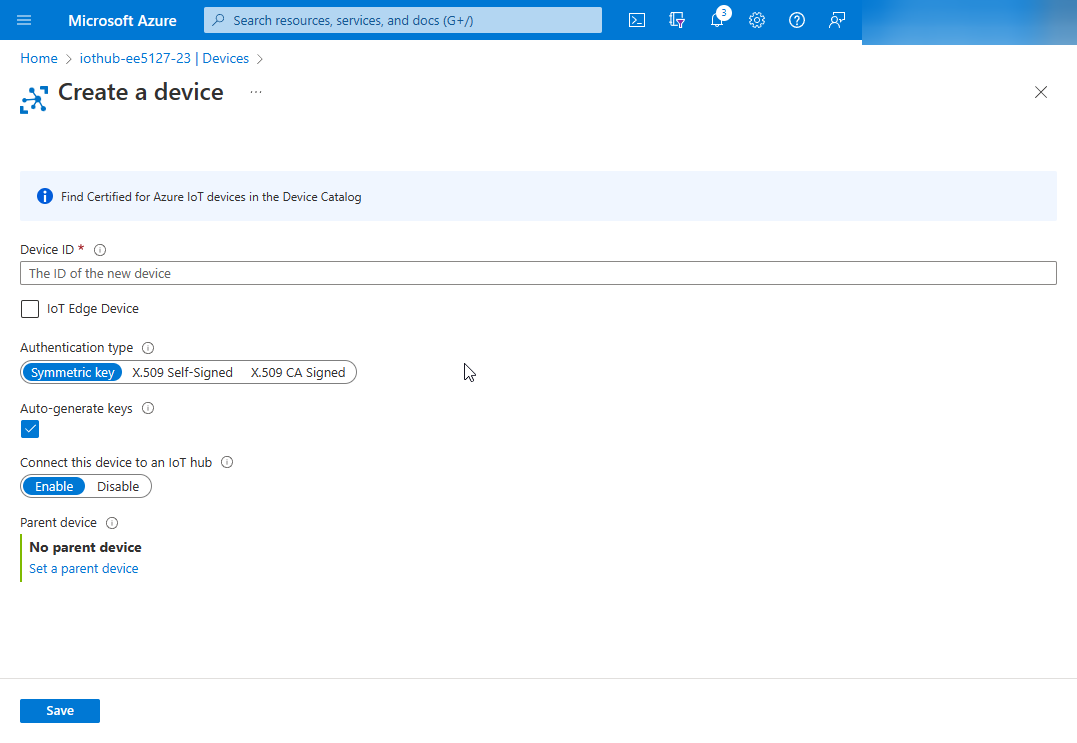 Microsoft Azure
Search resources, services, and docs (G+/)
3
Home > iothub-ee5127-23 | Devices >
Create a device ...
Find Certified for Azure IoT devices in the Device Catalog
Device ID *
The ID of the new device
IoT Edge Device
Authentication type
Symmetric key X.509 Self-Signed X.509 CA Signed
Auto-generate keys
Connect this device to an IoT hub
Enable Disable
Parent device
No parent device
Set a parent device
Save